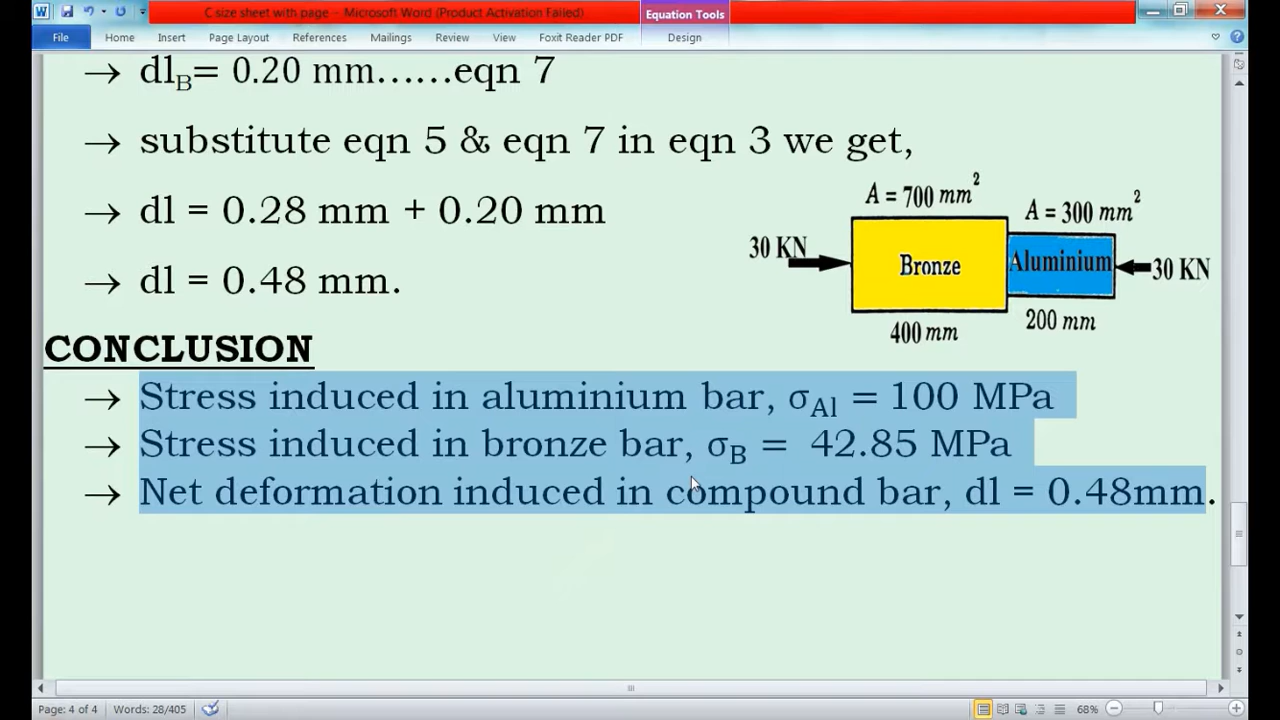 C size sheet with page - Microsoft Word (Product Activation Failed)
Equation Tools
File Home Insert Page Layout References Mailings Review View Foxit Reader PDF Design
→ dlB= 0.20 mm......eqn 7
→ substitute eqn 5 & eqn 7 in eqn 3 we get,
→ dl = 0.28 mm + 0.20 mm
→ dl = 0.48 mm.
A = 700 mm²
A = 300 mm²
30 KN
Bronze
Aluminium
30 KN
400 mm
200 mm
CONCLUSION
→ Stress induced in aluminium bar, σAl = 100 MPa
→ Stress induced in bronze bar, σB = 42.85 MPa
→ Net deformation induced in compound bar, dl = 0.48mm.
Page: 4 of 4 Words: 28/405 68%